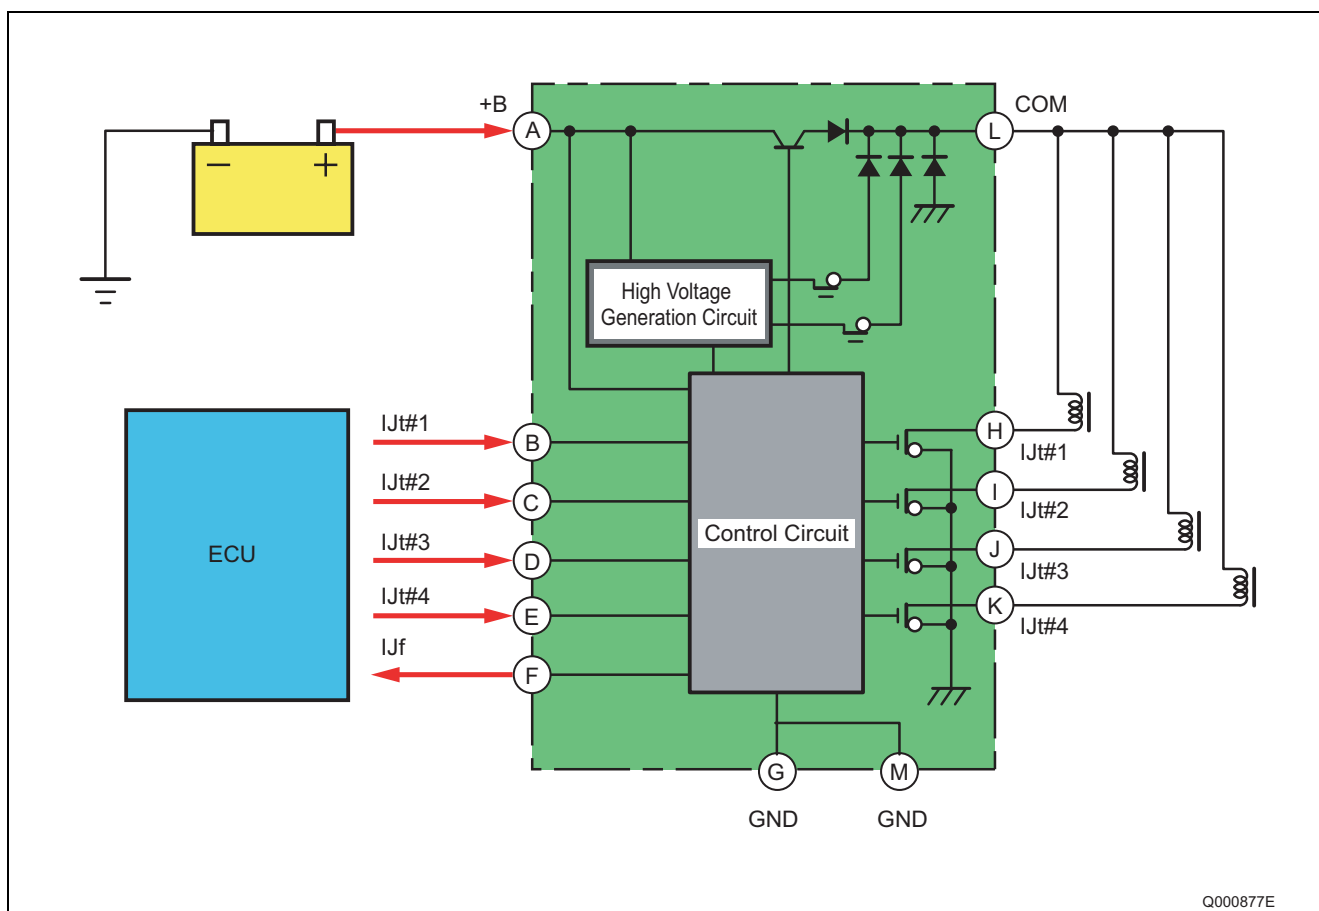 +B
COM
A
L
− +
High Voltage
Generation Circuit
IJt#1
B
H
IJt#1
IJt#2
C
I
IJt#2
ECU
IJt#3
D
Control Circuit
J
IJt#3
IJt#4
E
K
IJt#4
IJf
F
G
M
GND
GND
Q000877E